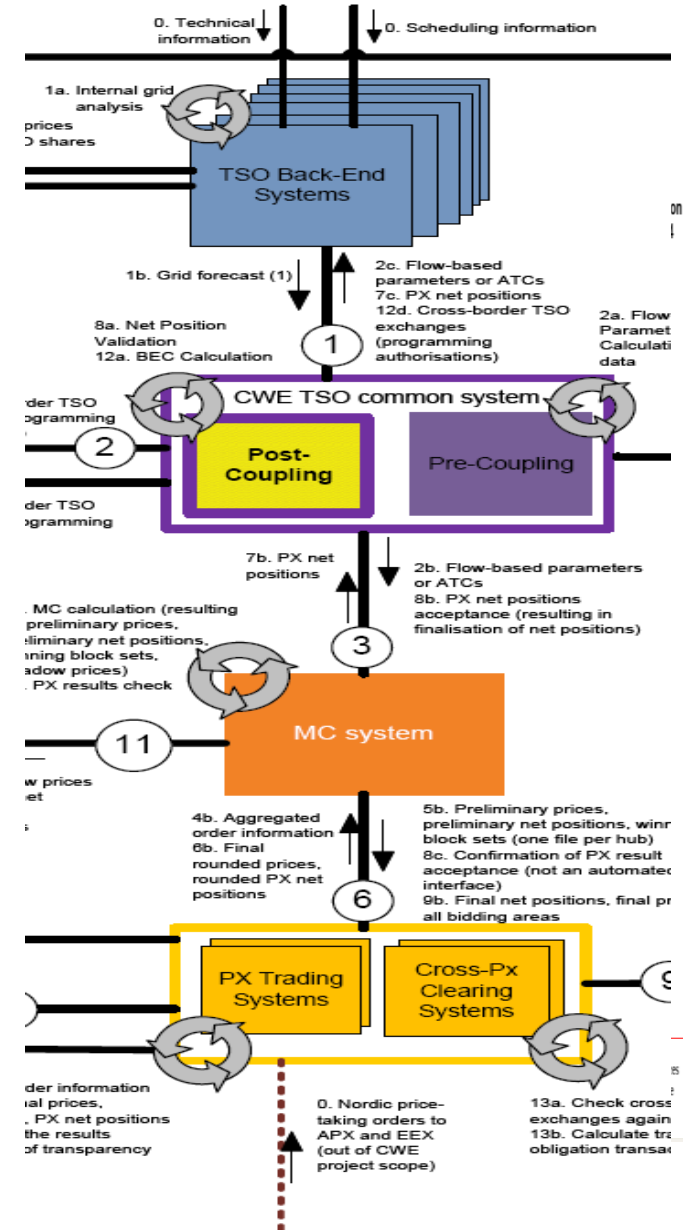 0. Technical
information
0. Scheduling information
1a. Internal grid
analysis
prices
shares
TSO Back-End
Systems
on
1b. Grid forecast (1)
2c. Flow-based
parameters or ATCs
7c. PX net positions
12d. Cross-border TSO
exchanges
(programming
authorisations)
8a. Net Position
Validation
12a. BEC Calculation
1
2a. Flow
Paramet
Calculati
data
CWE TSO common system
der TSO
ogramming
2
Post-
Coupling
Pre-Coupling
der TSO
ogramming
7b. PX net
positions
2b. Flow-based parameters
or ATCs
8b. PX net positions
acceptance (resulting in
finalisation of net positions)
. MC calculation (resulting
preliminary prices,
eliminary net positions,
nning block sets,
adow prices)
. PX results check
3
MC system
11
w prices
et
s
4b. Aggregated
order information
6b. Final
rounded prices,
rounded PX net
positions
5b. Preliminary prices,
preliminary net positions, winn
block sets (one file per hub)
8c. Confirmation of PX result
acceptance (not an automated
interface)
9b. Final net positions, final pr
all bidding areas
6
PX Trading
Systems
Cross-Px
Clearing
Systems
9
der information
al prices,
, PX net positions
the results
of transparency
0. Nordic price-
taking orders to
APX and EEX
(out of CWE
project scope)
13a. Check cross
exchanges again
13b. Calculate tra
obligation transac